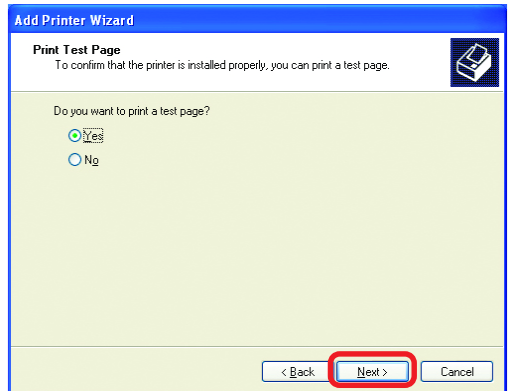 Add Printer Wizard
Print Test Page
To confirm that the printer is installed properly, you can print a test page.
Do you want to print a test page?
Yes
No
< Back
Next >
Cancel